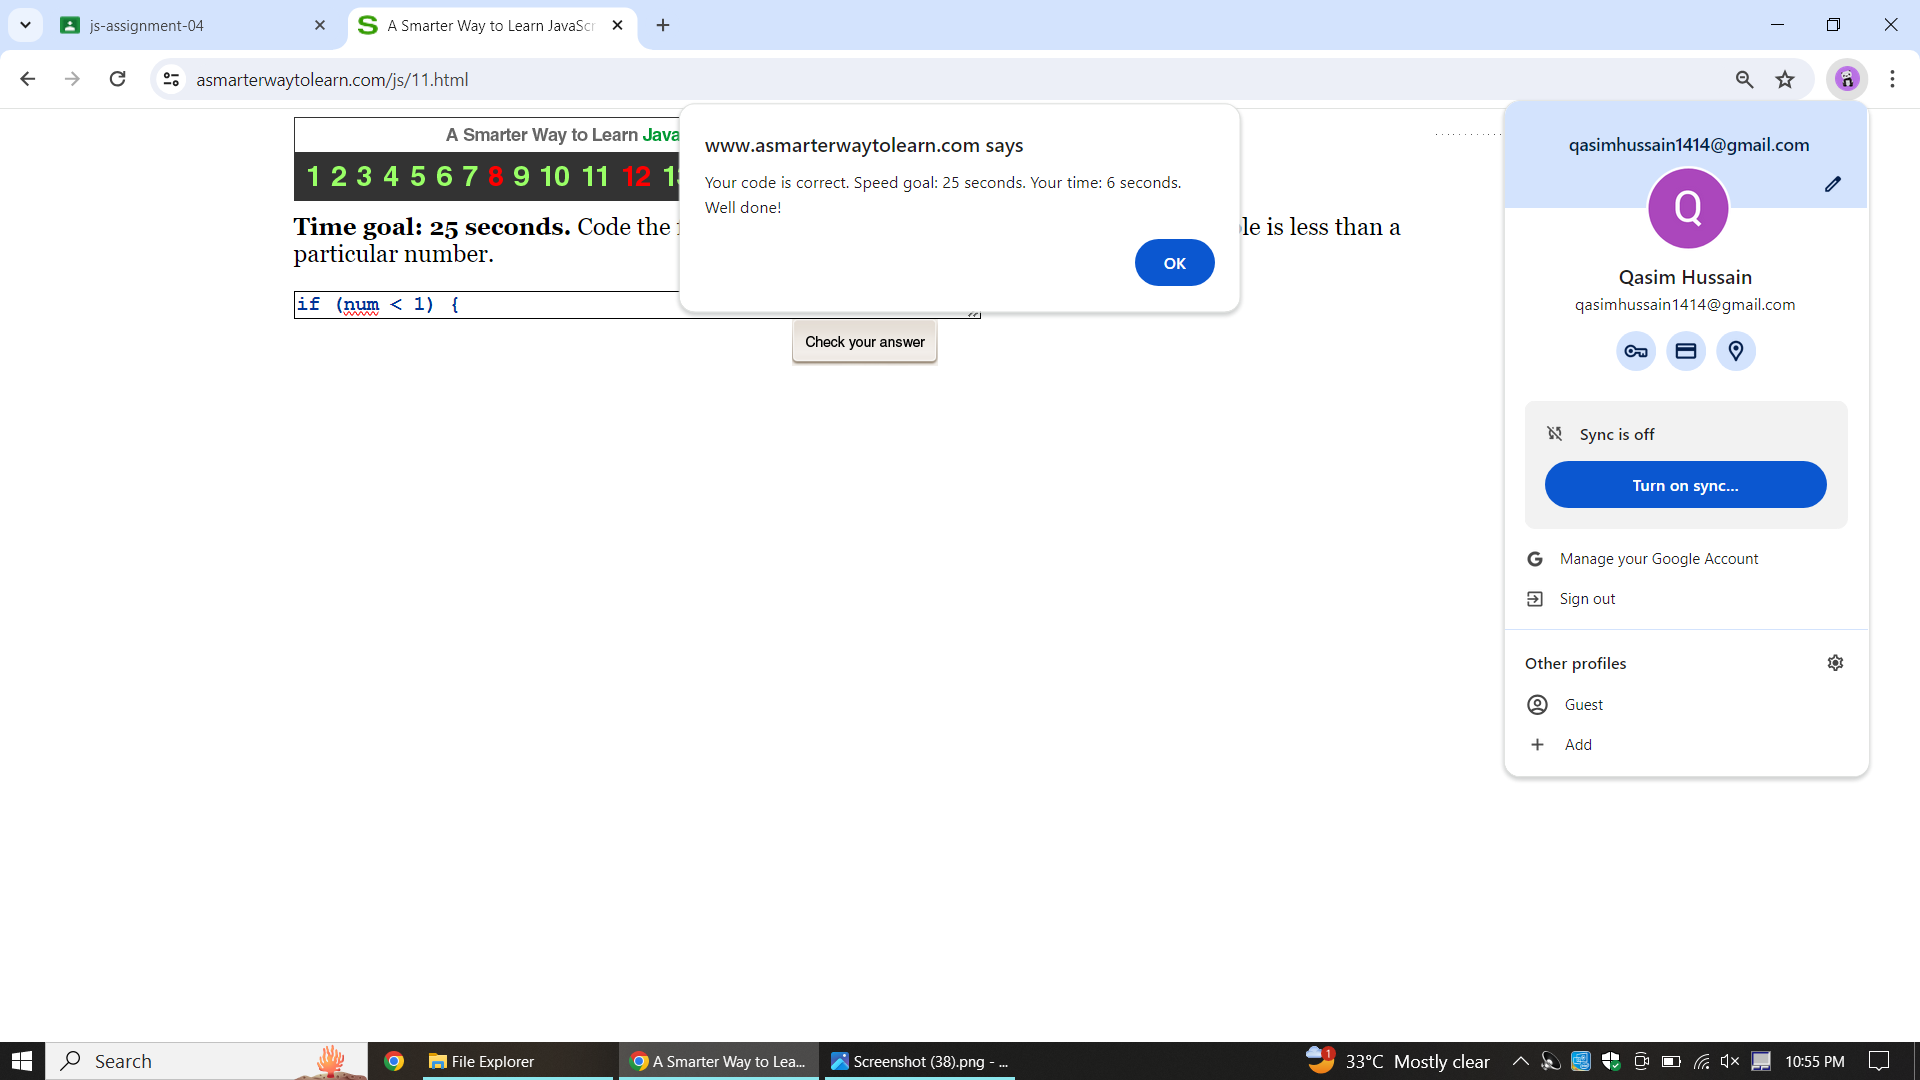 js-assignment-04
A Smarter Way to Learn JavaScr
asmarterwaytolearn.com/js/11.html
A Smarter Way to Learn Java
1 2 3 4 5 6 7 8 9 10 11 12
Time goal: 25 seconds. Code the
le is less than a
particular number.
if (num < 1) {
Check your answer
www.asmarterwaytolearn.com says
Your code is correct. Speed goal: 25 seconds. Your time: 6 seconds.
Well done!
OK
qasimhussain1414@gmail.com
Q
Qasim Hussain
qasimhussain1414@gmail.com
Sync is off
Turn on sync...
Manage your Google Account
Sign out
Other profiles
Guest
Add
Search
File Explorer
A Smarter Way to Lea...
Screenshot (38).png - ...
1
33°C Mostly clear
10:55 PM